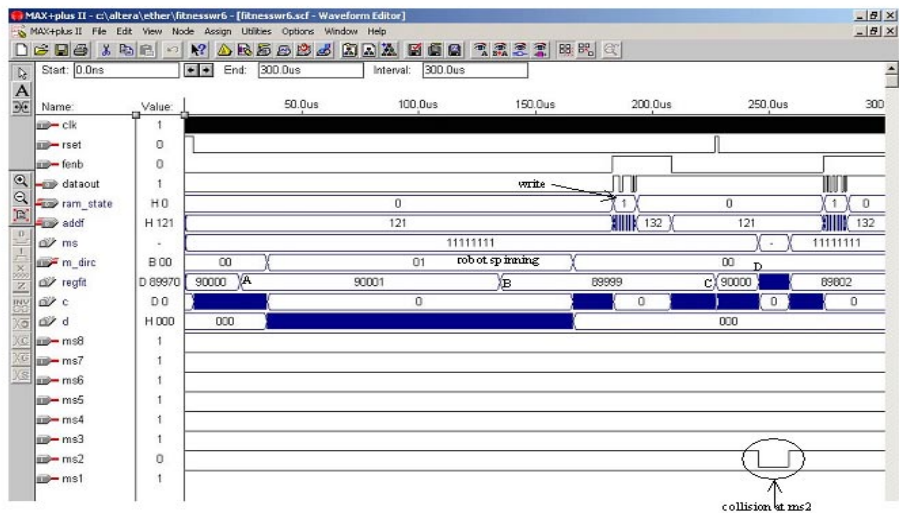 MAX+plus II - c:\altera\ether\fitnesswr6 - [fitnesswr6.scf - Waveform Editor]
MAX+plus II File Edit View Node Assign Utilities Options Window Help
Start: 0.0ns End: 300.0us Interval: 300.0us
Name: Value: 50.0us 100.0us 150.0us 200.0us 250.0us 300
clk 1
rset 0
fenb 0
dataout 1 write
ram_state H 0 0 1 0 1 0
addf H 121 121 132 121 132
ms - 11111111 - 11111111
m_dirc B 00 00 01 robot spinning 00 D
regfit D 89970 90000 A 90001 B 89999 C 90000 89802
c D 0 0 0 0 0
d H 000 000 000
ms8 1
ms7 1
ms6 1
ms5 1
ms4 1
ms3 1
ms2 0
ms1 1
collision at ms2